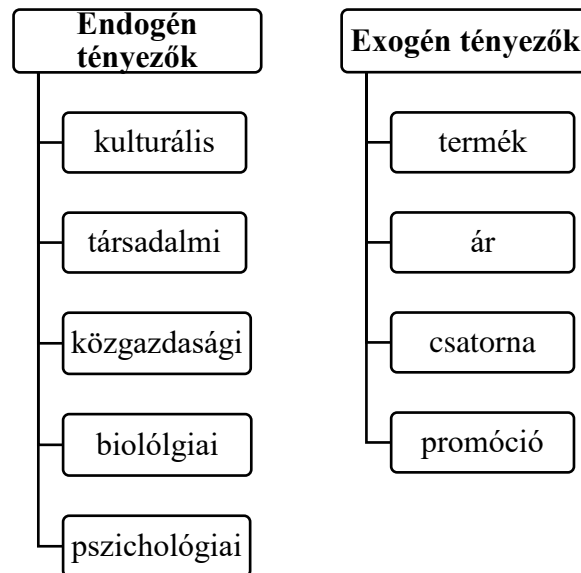 Endogén
tényezők
kulturális
társadalmi
közgazdasági
biolólgiai
pszichológiai
Exogén tényezők
termék
ár
csatorna
promóció